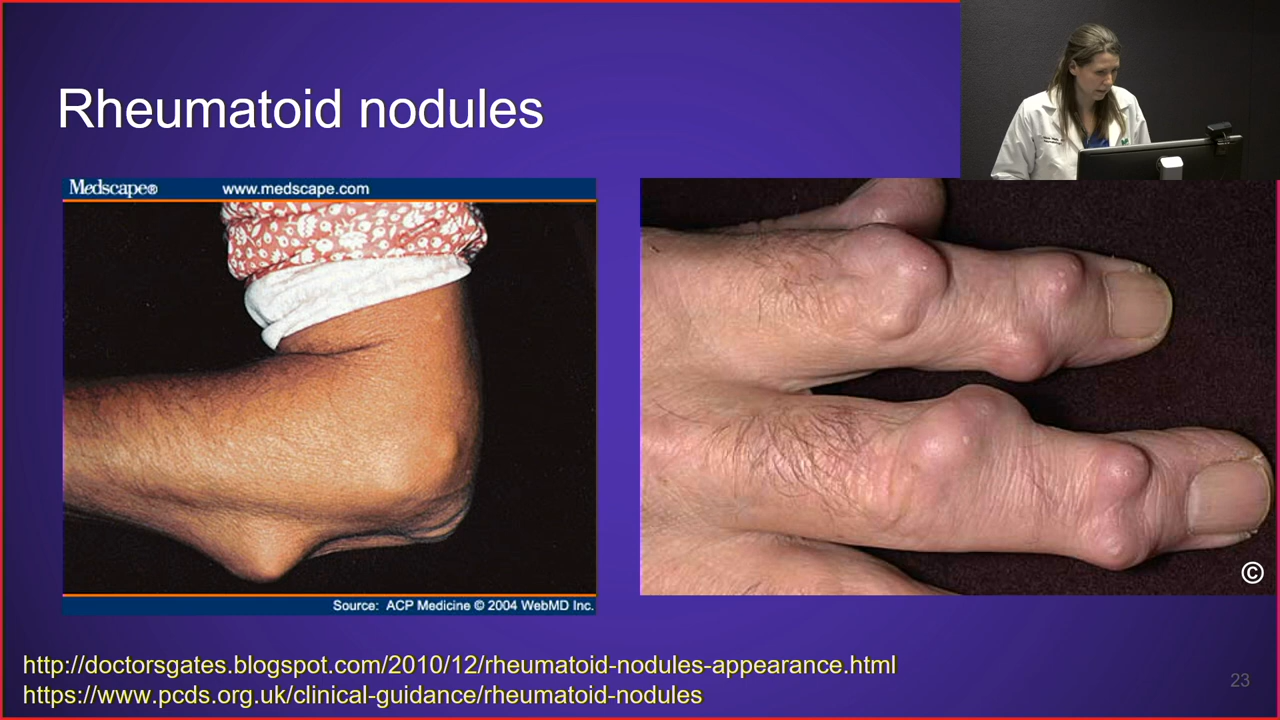 Rheumatoid nodules
Medscape® www.medscape.com
Source: ACP Medicine © 2004 WebMD Inc.
©
http://doctorsgates.blogspot.com/2010/12/rheumatoid-nodules-appearance.html
https://www.pcds.org.uk/clinical-guidance/rheumatoid-nodules
23